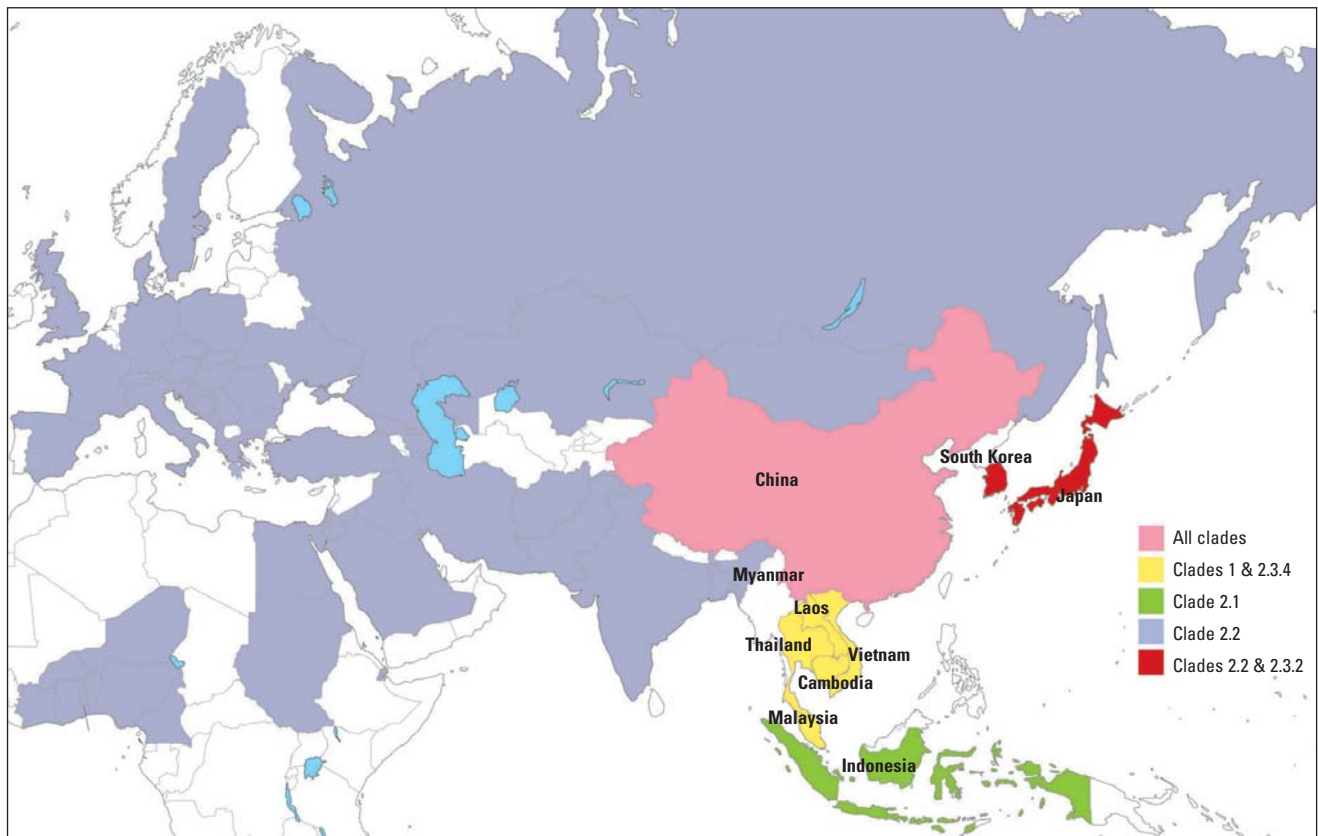 South Korea
China
Japan
Myanmar
Laos
Thailand
Vietnam
Cambodia
Malaysia
Indonesia
All clades
Clades 1 & 2.3.4
Clade 2.1
Clade 2.2
Clades 2.2 & 2.3.2